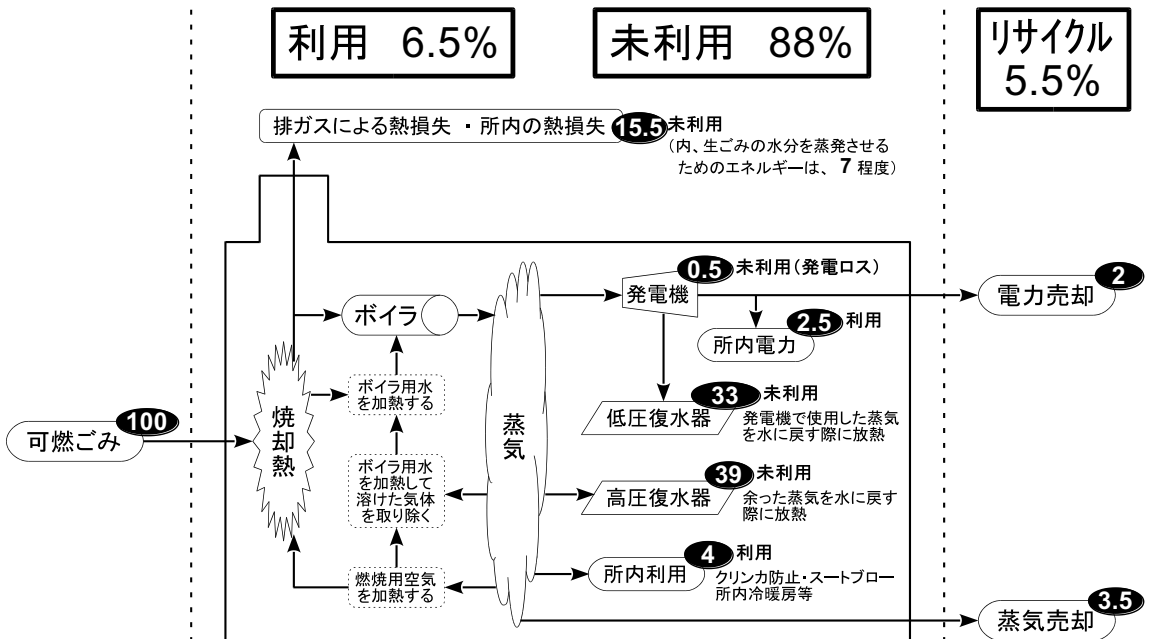 利用 6.5%
未利用 88%
リサイクル
5.5%
排ガスによる熱損失 ・ 所内の熱損失
15.5
未利用
（内、生ごみの水分を蒸発させる
ためのエネルギーは、 7 程度）
0.5
未利用（発電ロス）
発電機
2
電力売却
ボイラ
2.5
利用
所内電力
ボイラ用水
を加熱する
33
未利用
低圧復水器
発電機で使用した蒸気
を水に戻す際に放熱
100
可燃ごみ
焼却熱
蒸気
ボイラ用水
を加熱して
溶けた気体
を取り除く
39
未利用
高圧復水器
余った蒸気を水に戻す
際に放熱
4
利用
所内利用
クリンカ防止・スートブロー
所内冷暖房等
燃焼用空気
を加熱する
3.5
蒸気売却